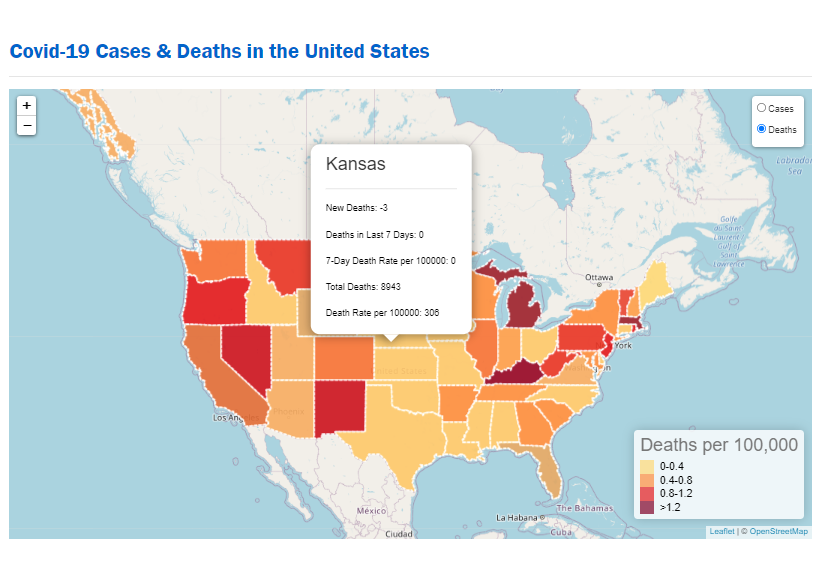 Covid-19 Cases & Deaths in the United States
+
−
Cases
Deaths
Labrador
Sea
Kansas
New Deaths: -3
Deaths in Last 7 Days: 0
7-Day Death Rate per 100000: 0
Total Deaths: 8943
Death Rate per 100000: 306
Golfe
du Saint
Laurent /
Gulf of
Saint
Lawrence
Ottawa
York
United States
Los Angeles
México
Ciudad
La Habana
Cuba
The Bahamas
Deaths per 100,000
0-0.4
0.4-0.8
0.8-1.2
>1.2
Leaflet | © OpenStreetMap